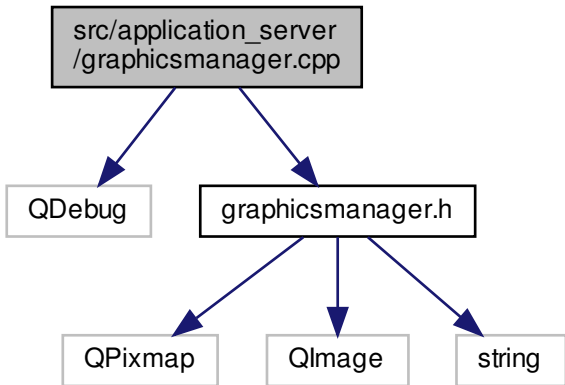 src/application_server
/graphicsmanager.cpp
QDebug
graphicsmanager.h
QPixmap
QImage
string